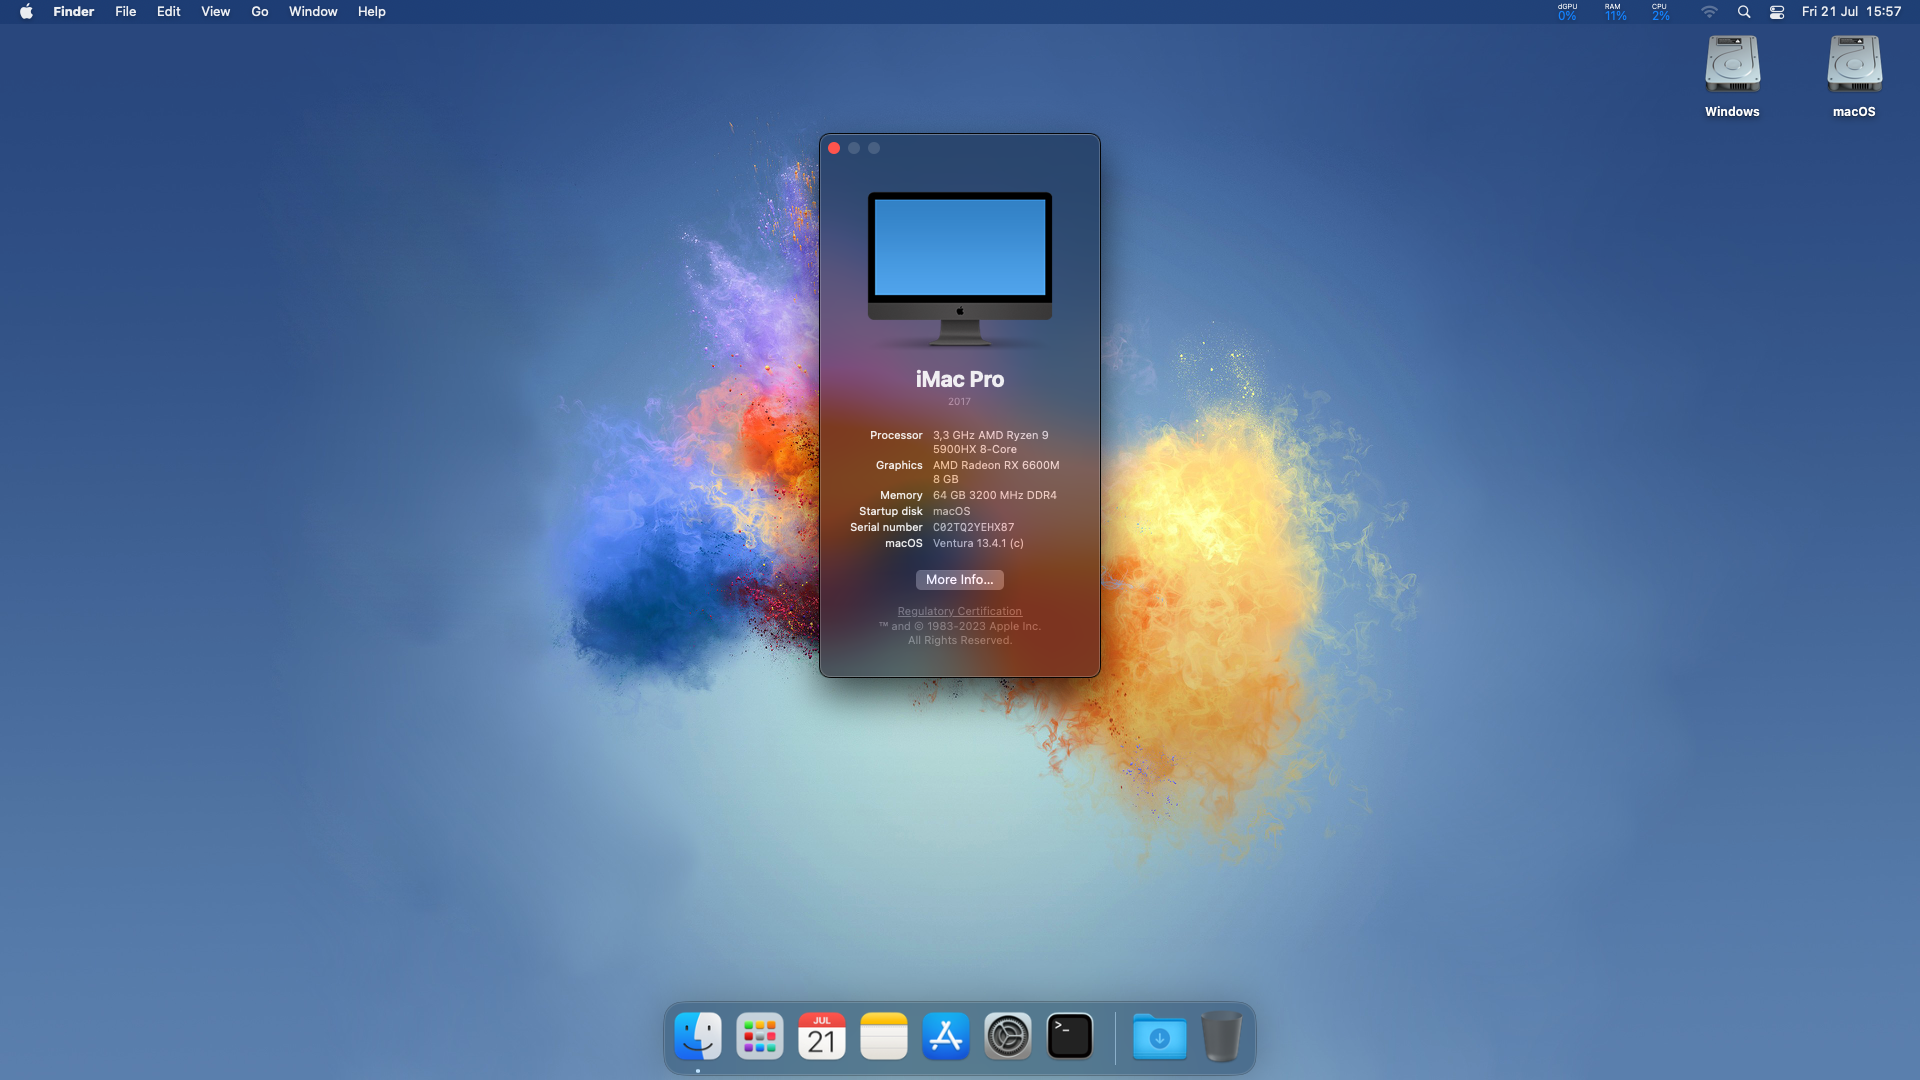 Finder File Edit View Go Window Help
dGPU RAM CPU
0% 11% 2%
Fri 21 Jul 15:57
Windows macOS
iMac Pro
2017
Processor 3,3 GHz AMD Ryzen 9
5900HX 8-Core
Graphics AMD Radeon RX 6600M
8 GB
Memory 64 GB 3200 MHz DDR4
Startup disk macOS
Serial number C02TQ2YEHX87
macOS Ventura 13.4.1 (c)
More Info...
Regulatory Certification
™ and © 1983-2023 Apple Inc.
All Rights Reserved.
JUL
21
>_